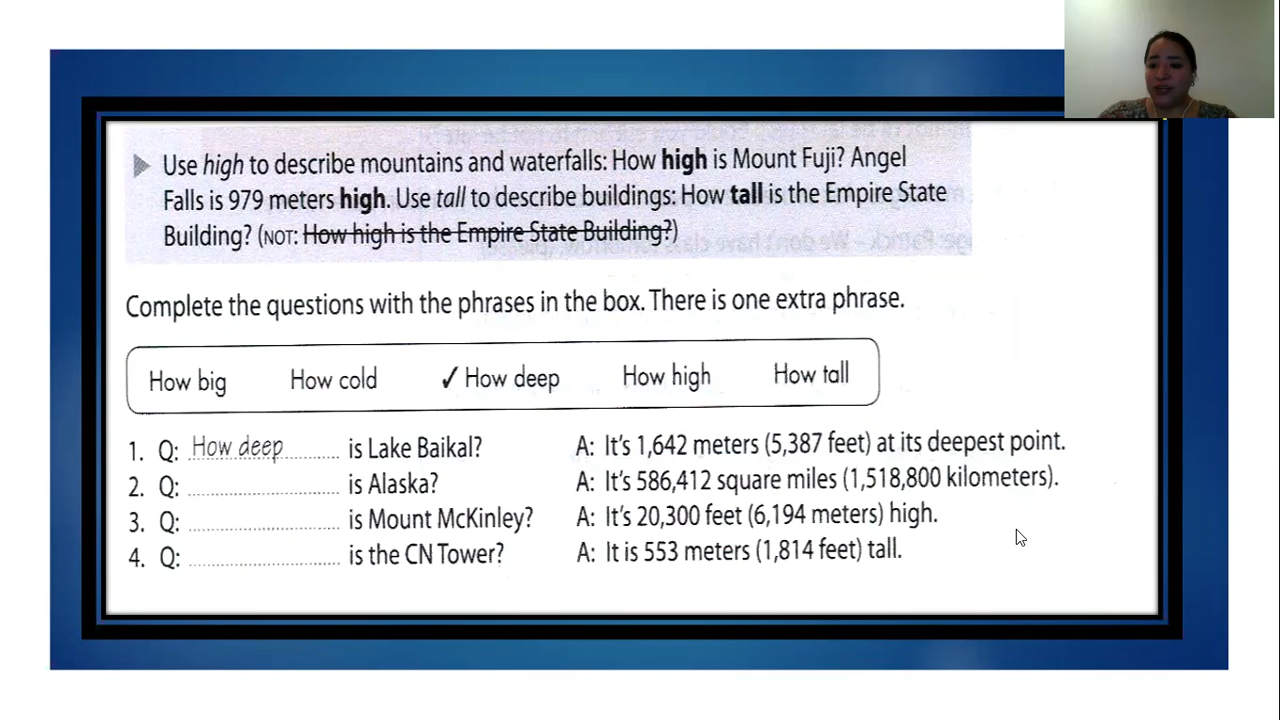 ▶ Use high to describe mountains and waterfalls: How high is Mount Fuji? Angel
Falls is 979 meters high. Use tall to describe buildings: How tall is the Empire State
Building? (NOT: How high is the Empire State Building?)
Complete the questions with the phrases in the box. There is one extra phrase.
How big How cold ✓ How deep How high How tall
1. Q: How deep is Lake Baikal? A: It's 1,642 meters (5,387 feet) at its deepest point.
2. Q: is Alaska? A: It's 586,412 square miles (1,518,800 kilometers).
3. Q: is Mount McKinley? A: It's 20,300 feet (6,194 meters) high.
4. Q: is the CN Tower? A: It is 553 meters (1,814 feet) tall.